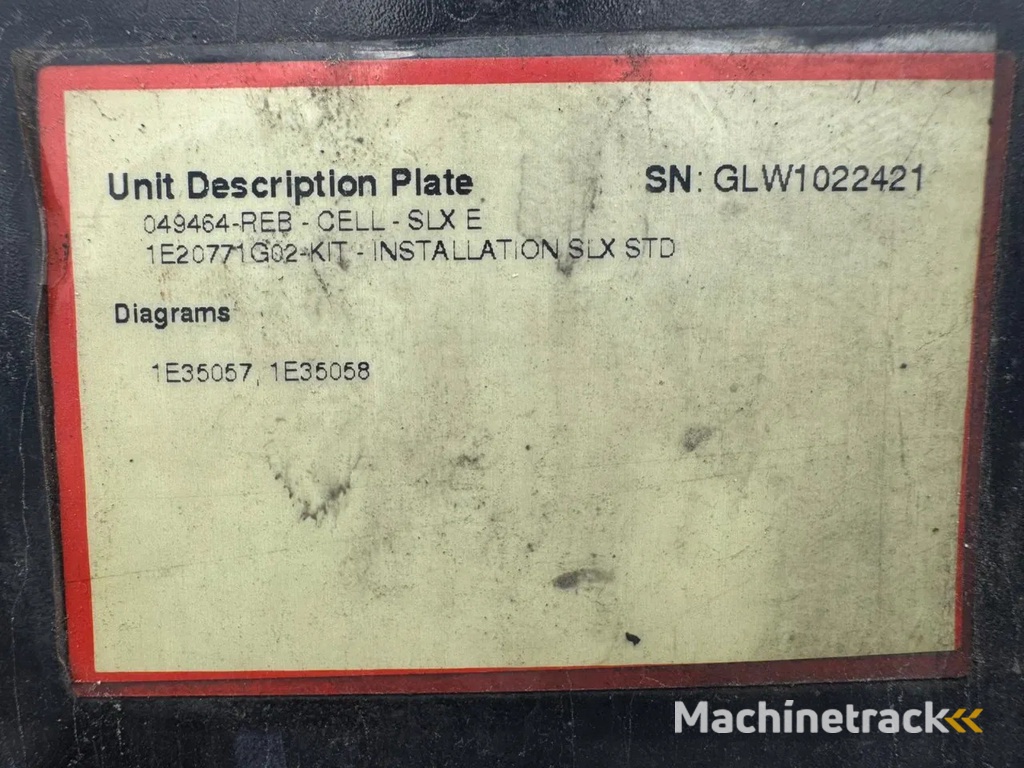 Unit Description Plate SN: GLW1022421
049464-REB - CELL - SLX E
1E20771G02-KIT - INSTALLATION SLX STD
Diagrams
1E35057, 1E35058
Machinetrack